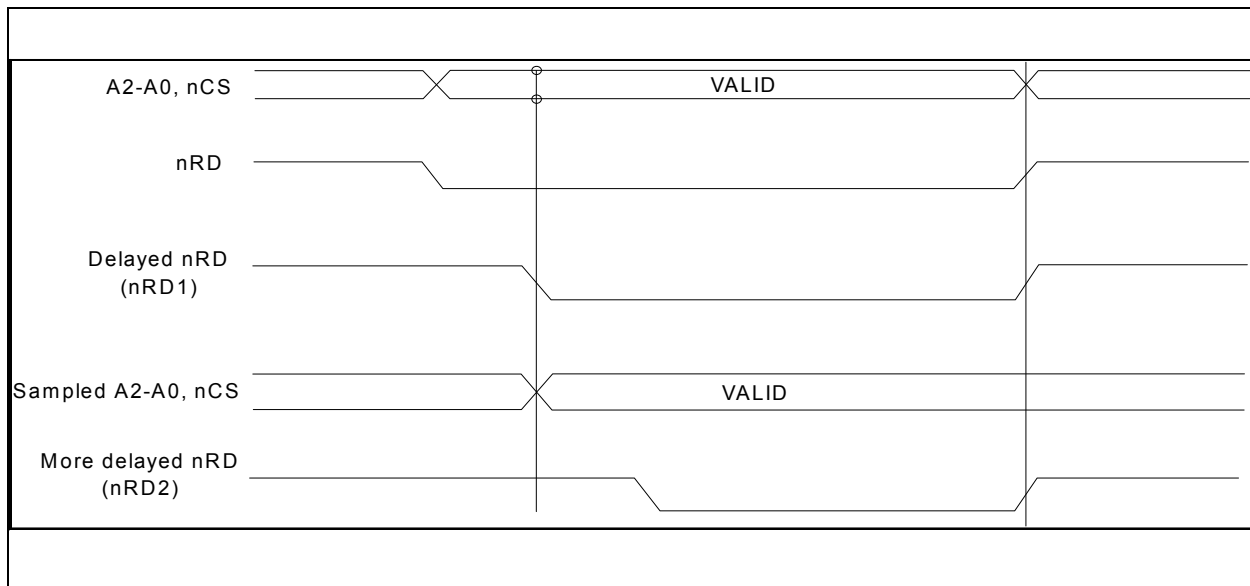 A2-A0, nCS
VALID
nRD
Delayed nRD
(nRD1)
Sampled A2-A0, nCS
VALID
More delayed nRD
(nRD2)